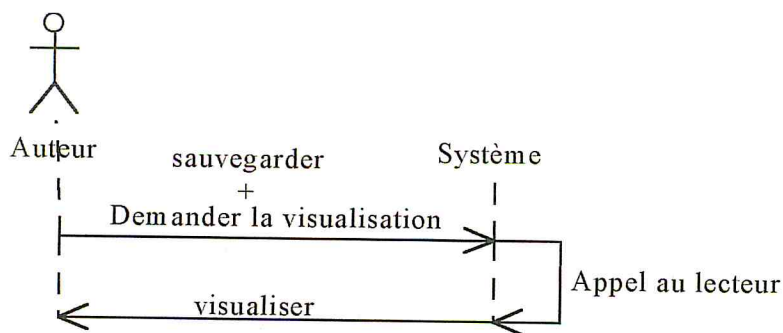 Auteur
sauvegarder
+
Demander la visualisation
Système
Appel au lecteur
visualiser